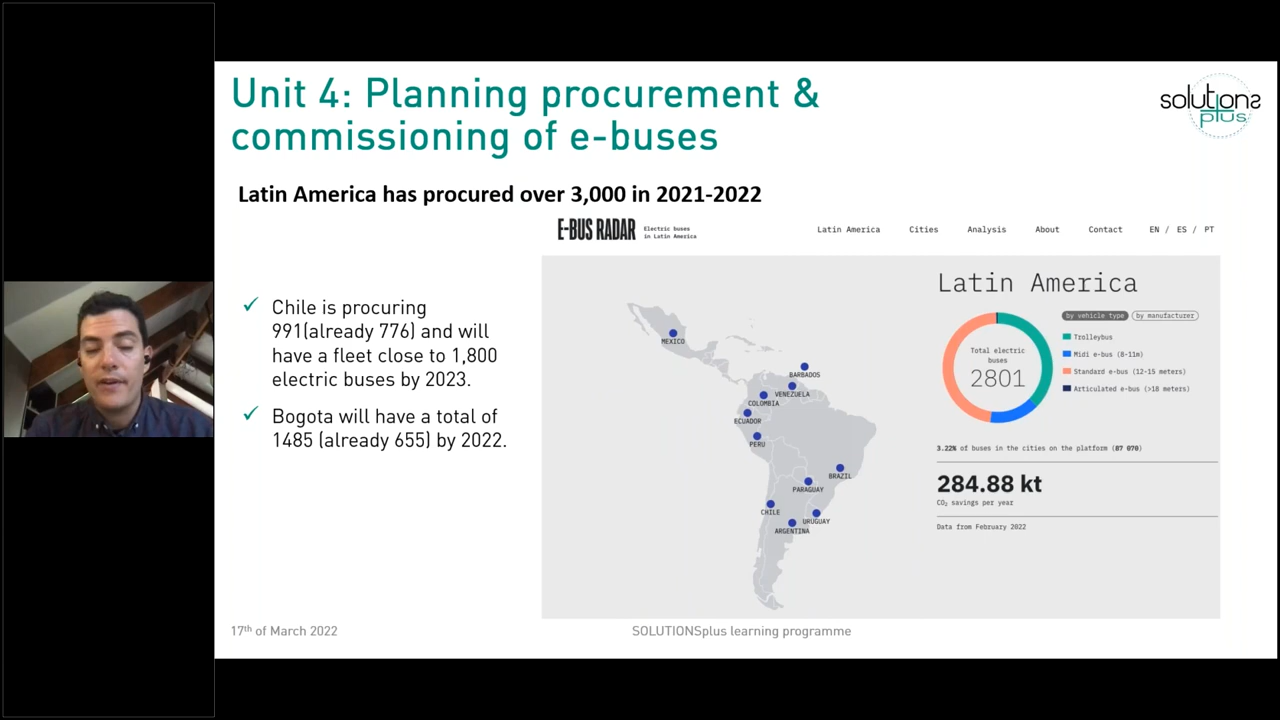 Unit 4: Planning procurement &
commissioning of e-buses
solutions
plus
Latin America has procured over 3,000 in 2021-2022
E-BUS RADAR
Electric buses
in Latin America
Latin America Cities Analysis About Contact EN / ES / PT
✓ Chile is procuring
991(already 776) and will
have a fleet close to 1,800
electric buses by 2023.
✓ Bogota will have a total of
1485 (already 655) by 2022.
MEXICO
BARBADOS
VENEZUELA
COLOMBIA
ECUADOR
PERU
BRAZIL
PARAGUAY
CHILE
URUGUAY
ARGENTINA
Latin America
by vehicle type by manufacturer
Total electric
buses
2801
Trolleybus
Midi e-bus (8-11m)
Standard e-bus (12-15 meters)
Articulated e-bus (>18 meters)
3.22% of buses in the cities on the platform (87 070)
284.88 kt
CO₂ savings per year
Data from February 2022
17th of March 2022
SOLUTIONSplus learning programme